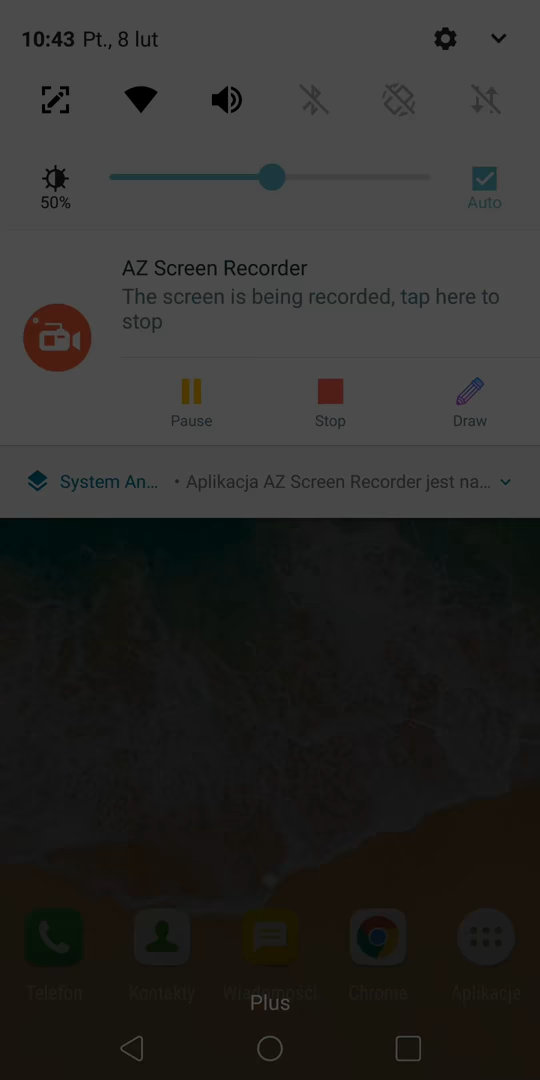 10:43 Pt., 8 lut
50%
Auto
AZ Screen Recorder
The screen is being recorded, tap here to
stop
Pause Stop Draw
System An... • Aplikacja AZ Screen Recorder jest na...
Telefon Kontakty Wiadomości Chrome Aplikacje
Plus